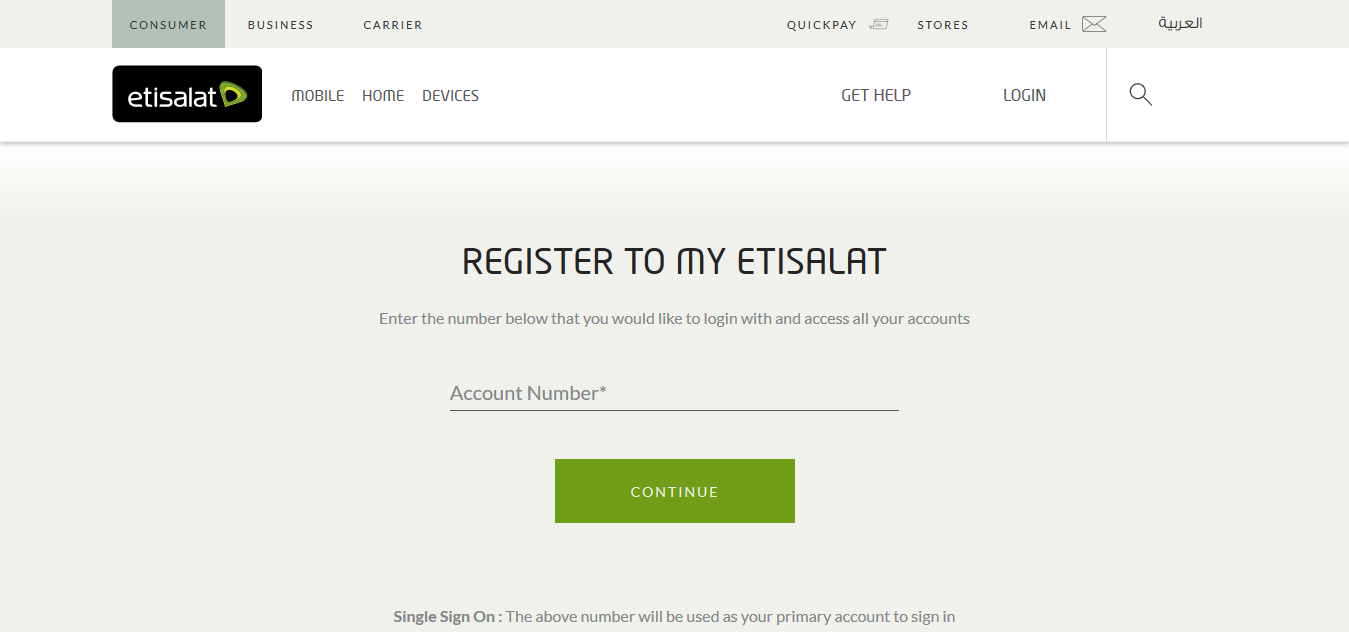 CONSUMER BUSINESS CARRIER QUICKPAY STORES EMAIL العربية
etisalat MOBILE HOME DEVICES GET HELP LOGIN
REGISTER TO MY ETISALAT
Enter the number below that you would like to login with and access all your accounts
Account Number*
CONTINUE
Single Sign On : The above number will be used as your primary account to sign in